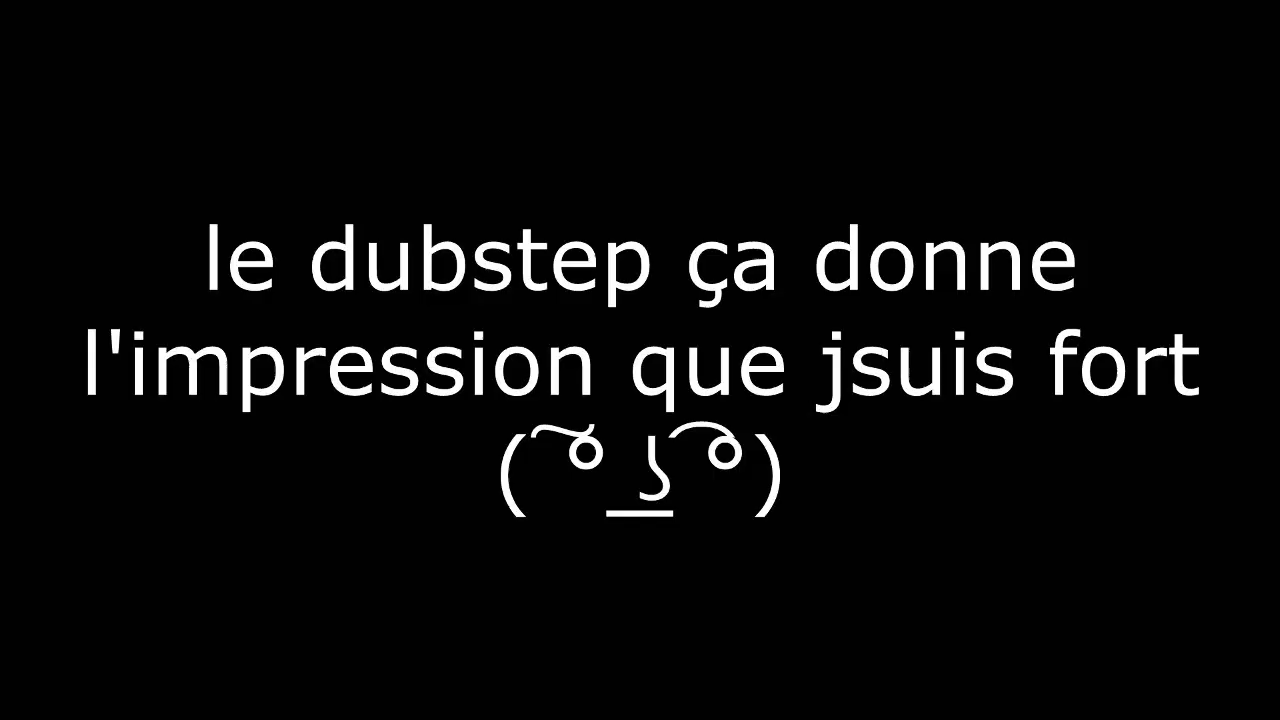 le dubstep ça donne
l'impression que jsuis fort
( ͠° ͟ʖ ͡°)